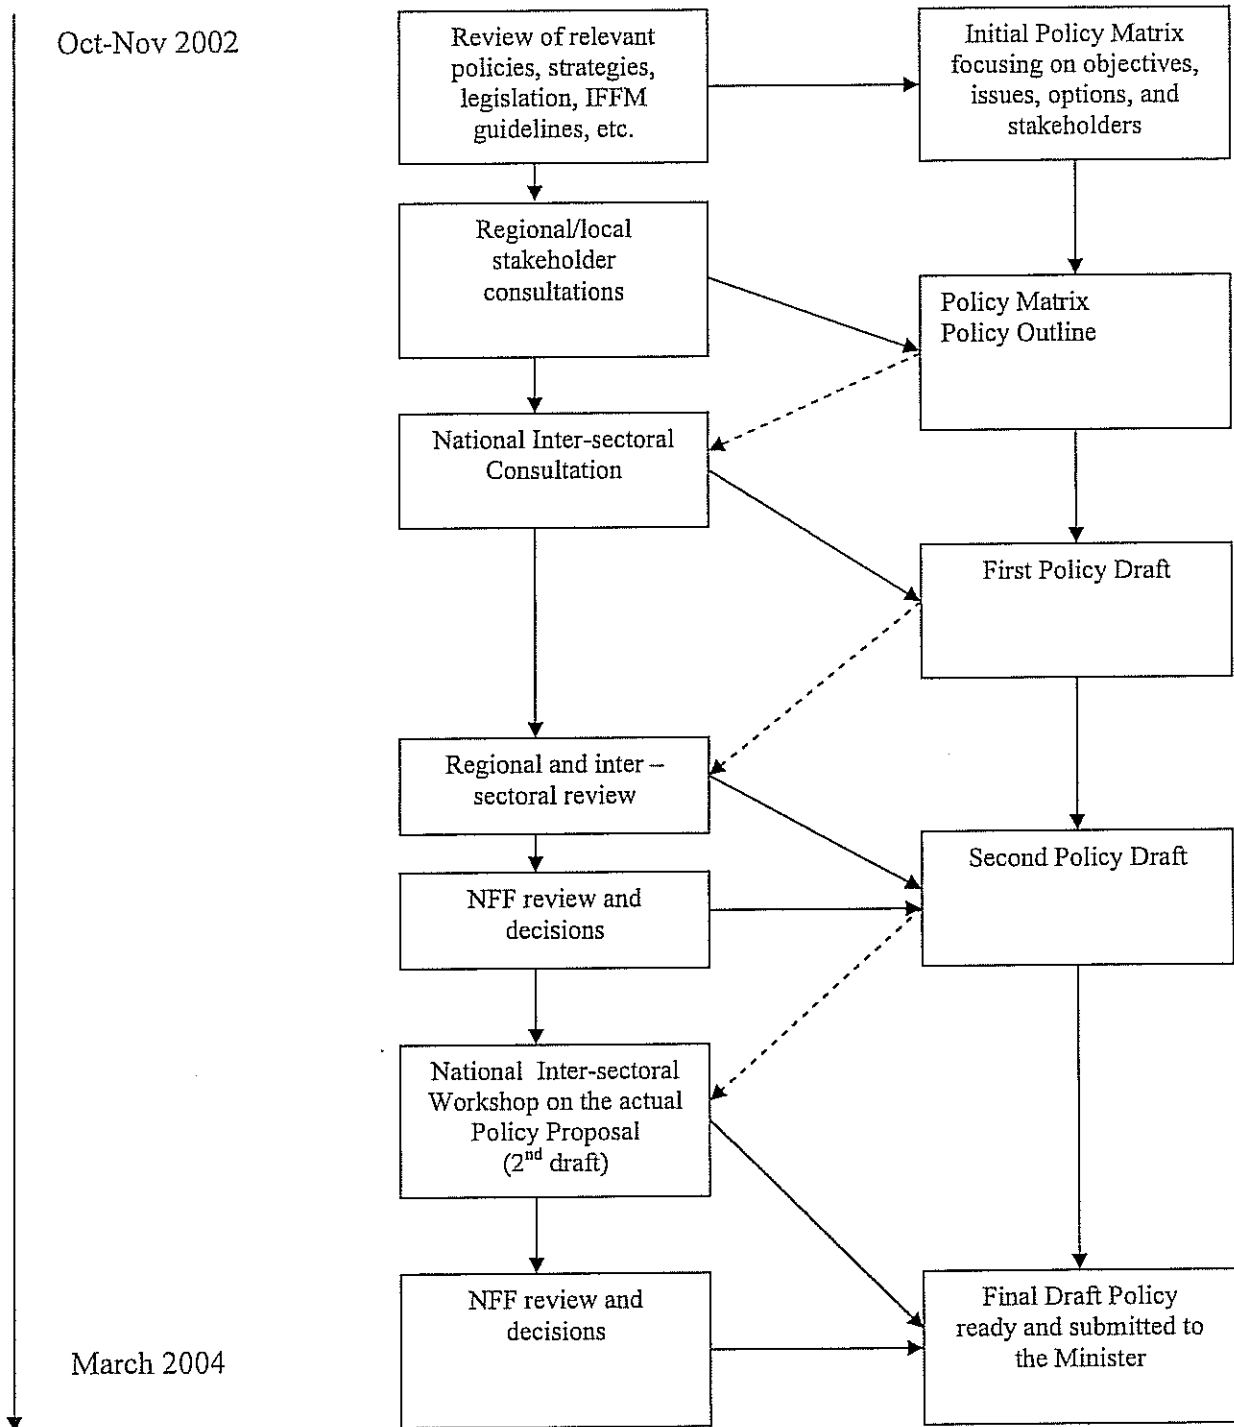 Oct-Nov 2002
Review of relevant
policies, strategies,
legislation, IFFM
guidelines, etc.
Initial Policy Matrix
focusing on objectives,
issues, options, and
stakeholders
Regional/local
stakeholder
consultations
Policy Matrix
Policy Outline
National Inter-sectoral
Consultation
First Policy Draft
Regional and inter –
sectoral review
Second Policy Draft
NFF review and
decisions
National Inter-sectoral
Workshop on the actual
Policy Proposal
(2nd draft)
NFF review and
decisions
Final Draft Policy
ready and submitted to
the Minister
March 2004